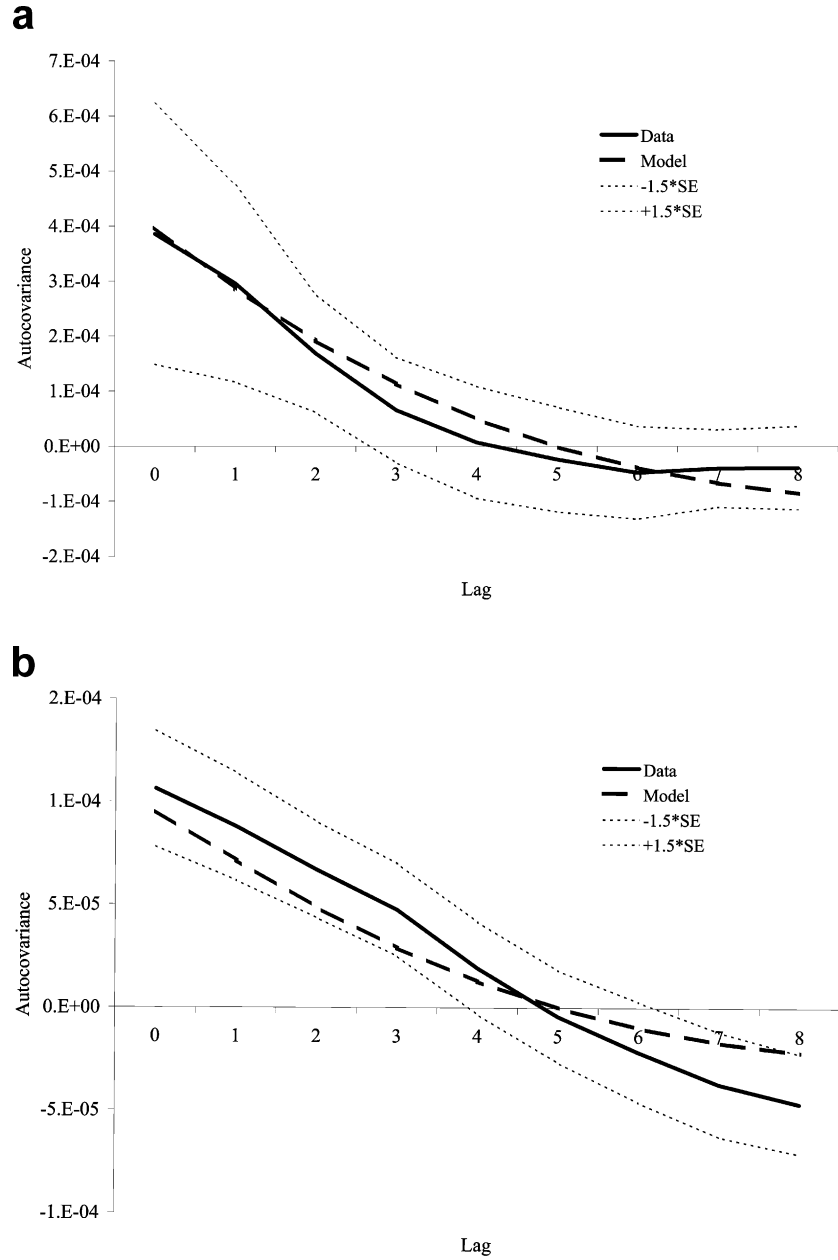 a
7.E-04
6.E-04
5.E-04
4.E-04
3.E-04
2.E-04
1.E-04
0.E+00
-1.E-04
-2.E-04
Autocovariance
Data
Model
-1.5*SE
+1.5*SE
0 1 2 3 4 5 6 7 8
Lag
b
2.E-04
1.E-04
5.E-05
0.E+00
-5.E-05
-1.E-04
Autocovariance
Data
Model
-1.5*SE
+1.5*SE
0 1 2 3 4 5 6 7 8
Lag